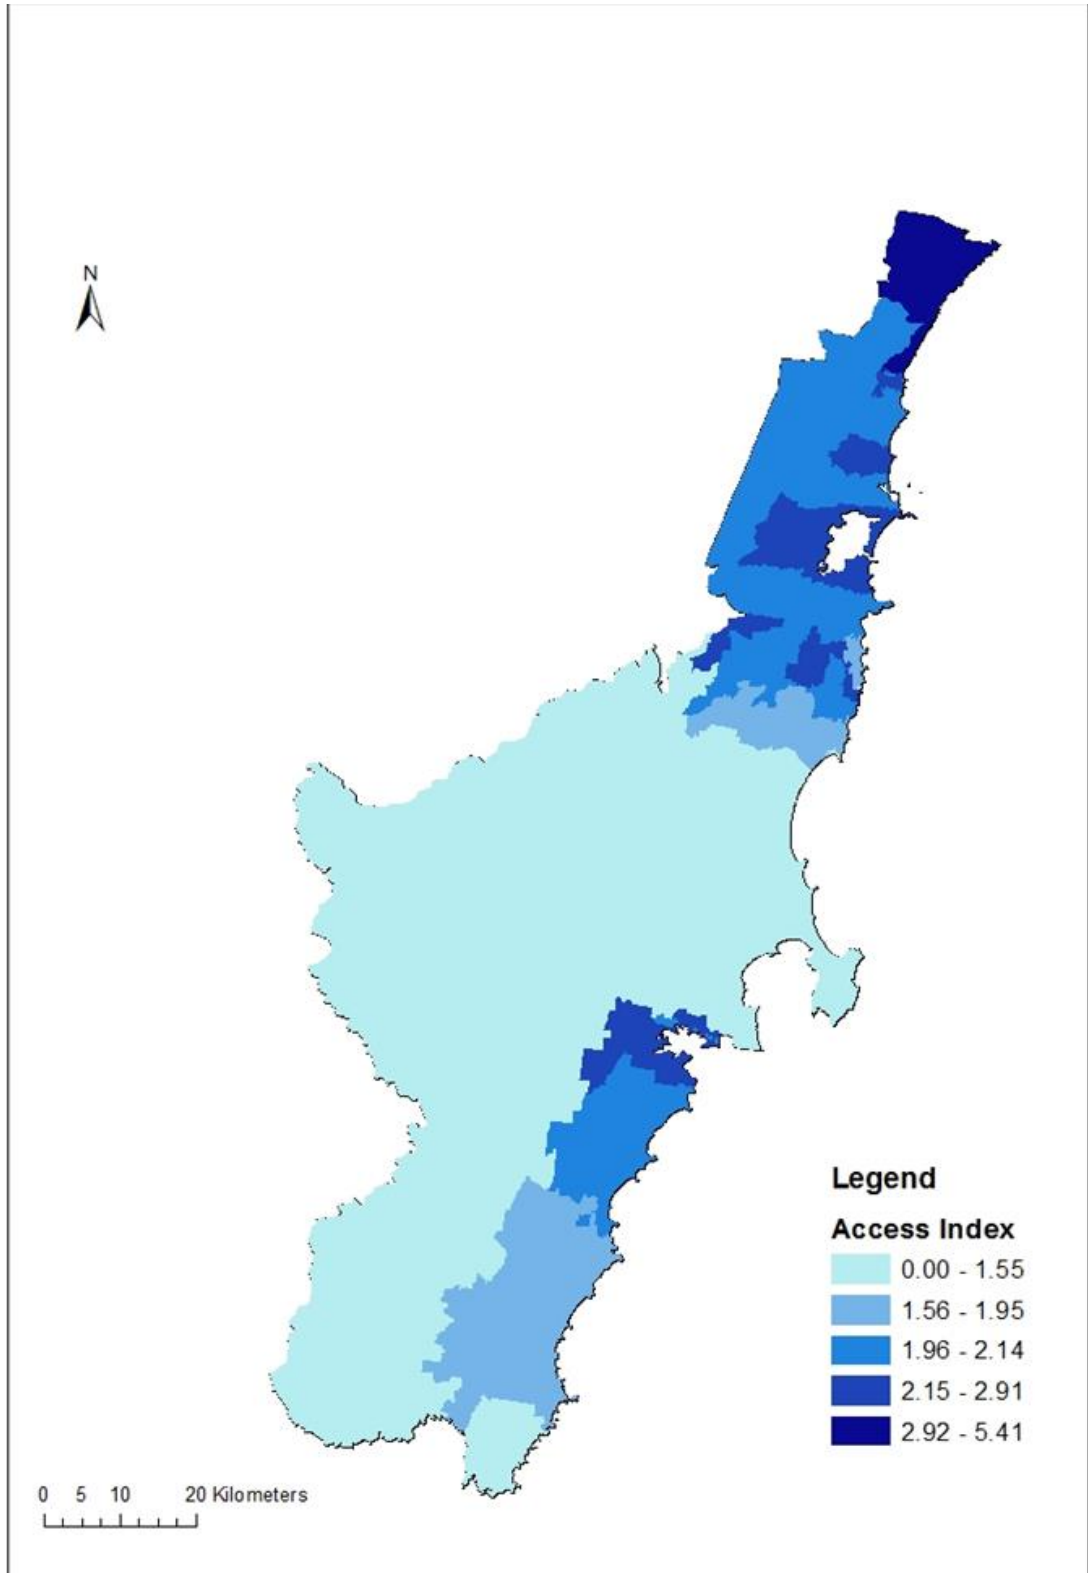 N
Legend
Access Index
0.00 - 1.55
1.56 - 1.95
1.96 - 2.14
2.15 - 2.91
2.92 - 5.41
0 5 10 20 Kilometers